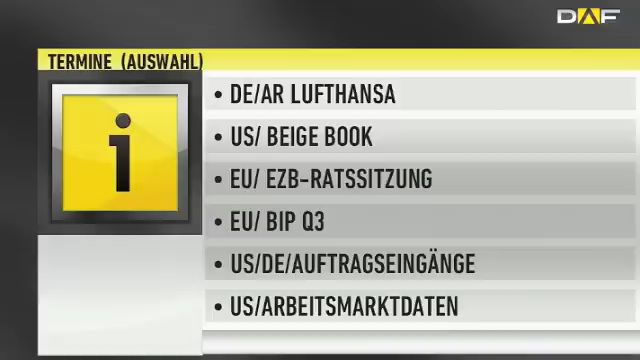 DAF
TERMINE (AUSWAHL)
i
• DE/AR LUFTHANSA
• US/ BEIGE BOOK
• EU/ EZB-RATSSITZUNG
• EU/ BIP Q3
• US/DE/AUFTRAGSEINGÄNGE
• US/ARBEITSMARKTDATEN